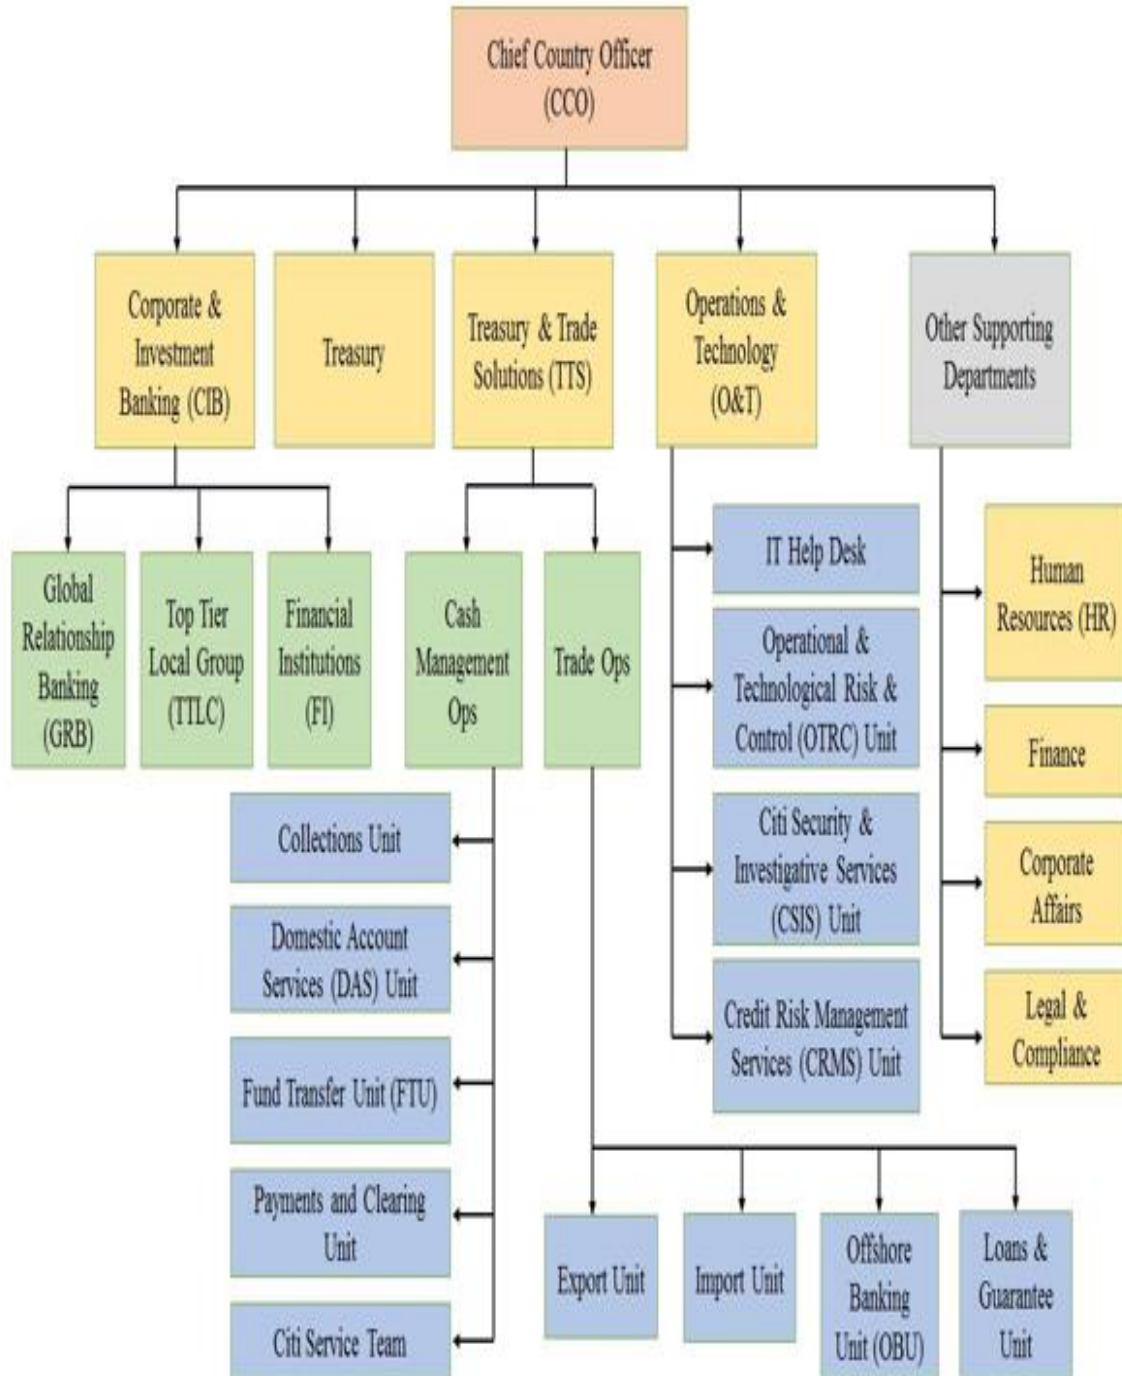 Chief Country Officer
(CCO)
Corporate &
Investment
Banking (CIB)
Treasury
Treasury & Trade
Solutions (TTS)
Operations &
Technology
(O&T)
Other Supporting
Departments
Global
Relationship
Banking
(GRB)
Top Tier
Local Group
(TTLC)
Financial
Institutions
(FI)
Cash
Management
Ops
Trade Ops
IT Help Desk
Operational &
Technological Risk &
Control (OTRC) Unit
Citi Security &
Investigative Services
(CSIS) Unit
Credit Risk Management
Services (CRMS) Unit
Human
Resources (HR)
Finance
Corporate
Affairs
Legal &
Compliance
Collections Unit
Domestic Account
Services (DAS) Unit
Fund Transfer Unit (FTU)
Payments and Clearing
Unit
Citi Service Team
Export Unit
Import Unit
Offshore
Banking
Unit (OBU)
Loans &
Guarantee
Unit